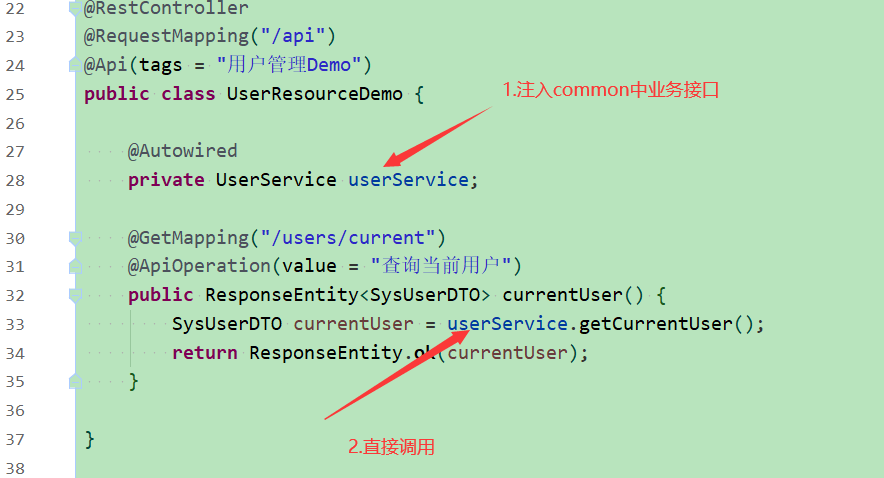 22 @RestController
23 @RequestMapping("/api")
24 @Api(tags = "用户管理Demo")
25 public class UserResourceDemo {
1.注入common中业务接口
26
27 @Autowired
28 private UserService userService;
29
30 @GetMapping("/users/current")
31 @ApiOperation(value = "查询当前用户")
32 public ResponseEntity<SysUserDTO> currentUser() {
33 SysUserDTO currentUser = userService.getCurrentUser();
34 return ResponseEntity.ok(currentUser);
35 }
36
2.直接调用
37 }
38